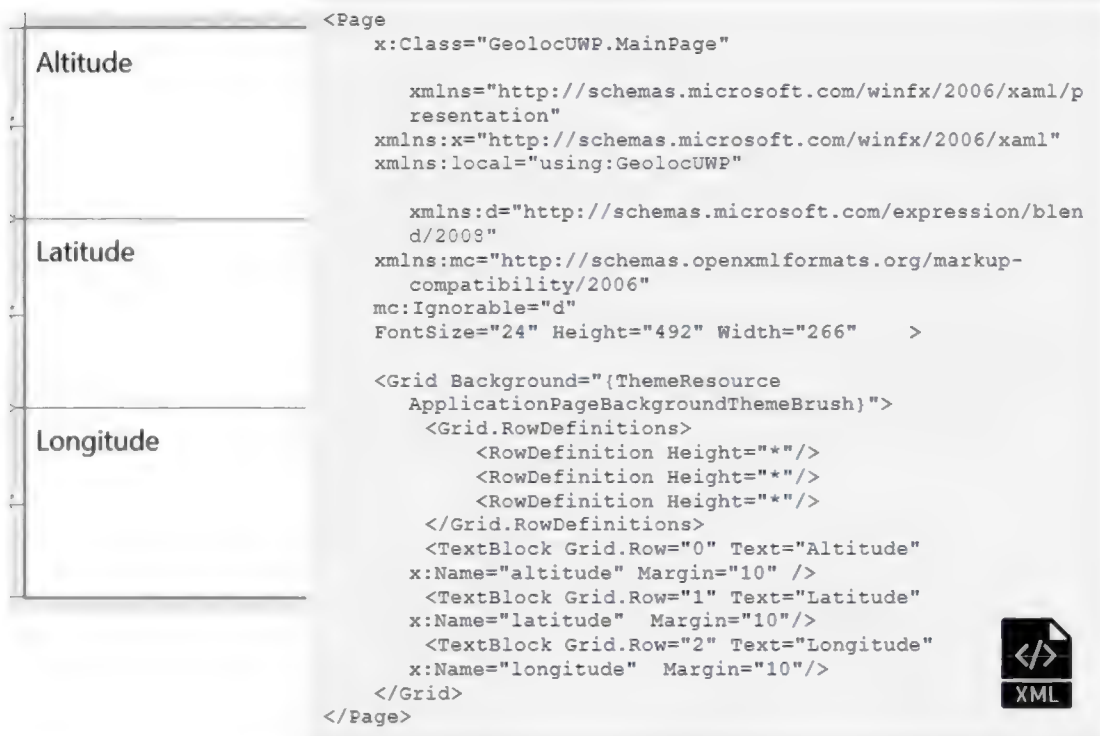 Altitude
Latitude
Longitude
<Page
x:Class="GeolocUWP.MainPage"
xmlns="http://schemas.microsoft.com/winfx/2006/xaml/p
resentation"
xmlns:x="http://schemas.microsoft.com/winfx/2006/xaml"
xmlns:local="using:GeolocUWP"
xmlns:d="http://schemas.microsoft.com/expression/blen
d/2008"
xmlns:mc="http://schemas.openxmlformats.org/markup-
compatibility/2006"
mc:Ignorable="d"
FontSize="24" Height="492" Width="266" >
<Grid Background="{ThemeResource
ApplicationPageBackgroundThemeBrush}">
<Grid.RowDefinitions>
<RowDefinition Height="*"/>
<RowDefinition Height="*"/>
<RowDefinition Height="*"/>
</Grid.RowDefinitions>
<TextBlock Grid.Row="0" Text="Altitude"
x:Name="altitude" Margin="10" />
<TextBlock Grid.Row="1" Text="Latitude"
x:Name="latitude" Margin="10"/>
<TextBlock Grid.Row="2" Text="Longitude"
x:Name="longitude" Margin="10"/>
</Grid>
</Page>
</>
XML